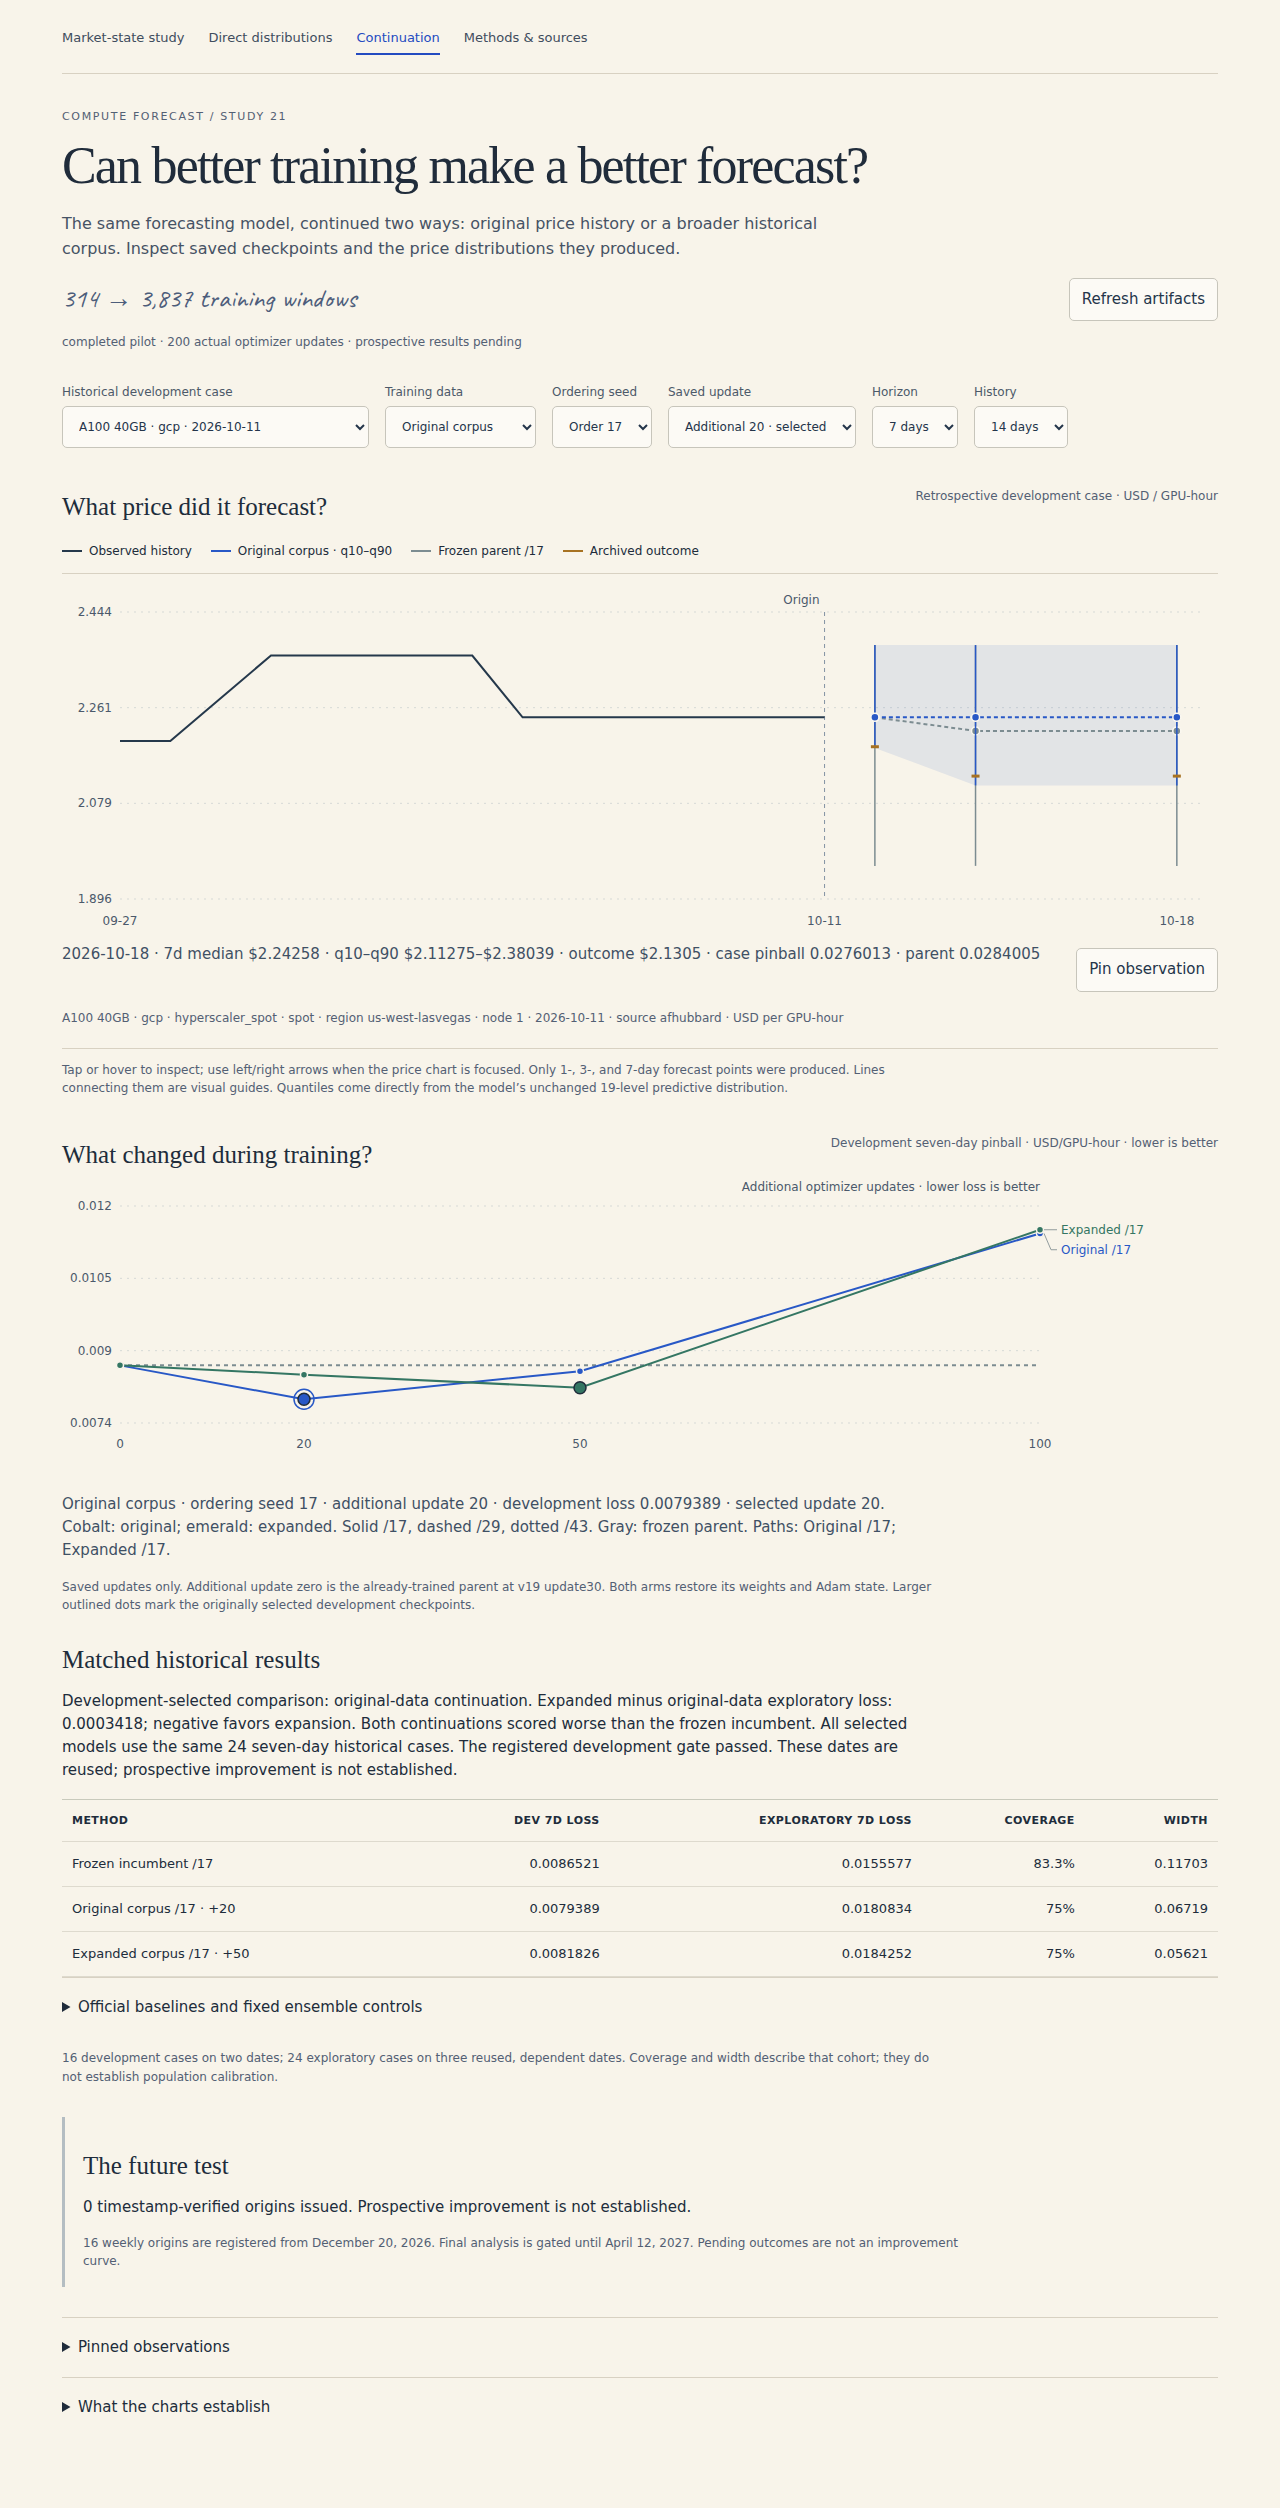 Market-state study Direct distributions Continuation Methods & sources
COMPUTE FORECAST / STUDY 21
Can better training make a better forecast?
The same forecasting model, continued two ways: original price history or a broader historical
corpus. Inspect saved checkpoints and the price distributions they produced.
314 → 3,837 training windows
Refresh artifacts
completed pilot · 200 actual optimizer updates · prospective results pending
Historical development case Training data Ordering seed Saved update Horizon History
A100 40GB · gcp · 2026-10-11 Original corpus Order 17 Additional 20 · selected 7 days 14 days
What price did it forecast?
Retrospective development case · USD / GPU-hour
Observed history Original corpus · q10–q90 Frozen parent /17 Archived outcome
Origin
2.444
2.261
2.079
1.896
09-27 10-11 10-18
2026-10-18 · 7d median $2.24258 · q10–q90 $2.11275–$2.38039 · outcome $2.1305 · case pinball 0.0276013 · parent 0.0284005
Pin observation
A100 40GB · gcp · hyperscaler_spot · spot · region us-west-lasvegas · node 1 · 2026-10-11 · source afhubbard · USD per GPU-hour
Tap or hover to inspect; use left/right arrows when the price chart is focused. Only 1-, 3-, and 7-day forecast points were produced. Lines
connecting them are visual guides. Quantiles come directly from the model’s unchanged 19-level predictive distribution.
What changed during training?
Development seven-day pinball · USD/GPU-hour · lower is better
Additional optimizer updates · lower loss is better
0.012
Expanded /17
Original /17
0.0105
0.009
0.0074
0 20 50 100
Original corpus · ordering seed 17 · additional update 20 · development loss 0.0079389 · selected update 20.
Cobalt: original; emerald: expanded. Solid /17, dashed /29, dotted /43. Gray: frozen parent. Paths: Original /17;
Expanded /17.
Saved updates only. Additional update zero is the already-trained parent at v19 update30. Both arms restore its weights and Adam state. Larger
outlined dots mark the originally selected development checkpoints.
Matched historical results
Development-selected comparison: original-data continuation. Expanded minus original-data exploratory loss:
0.0003418; negative favors expansion. Both continuations scored worse than the frozen incumbent. All selected
models use the same 24 seven-day historical cases. The registered development gate passed. These dates are
reused; prospective improvement is not established.
METHOD DEV 7D LOSS EXPLORATORY 7D LOSS COVERAGE WIDTH
Frozen incumbent /17 0.0086521 0.0155577 83.3% 0.11703
Original corpus /17 · +20 0.0079389 0.0180834 75% 0.06719
Expanded corpus /17 · +50 0.0081826 0.0184252 75% 0.05621
Official baselines and fixed ensemble controls
16 development cases on two dates; 24 exploratory cases on three reused, dependent dates. Coverage and width describe that cohort; they do
not establish population calibration.
The future test
0 timestamp-verified origins issued. Prospective improvement is not established.
16 weekly origins are registered from December 20, 2026. Final analysis is gated until April 12, 2027. Pending outcomes are not an improvement
curve.
Pinned observations
What the charts establish